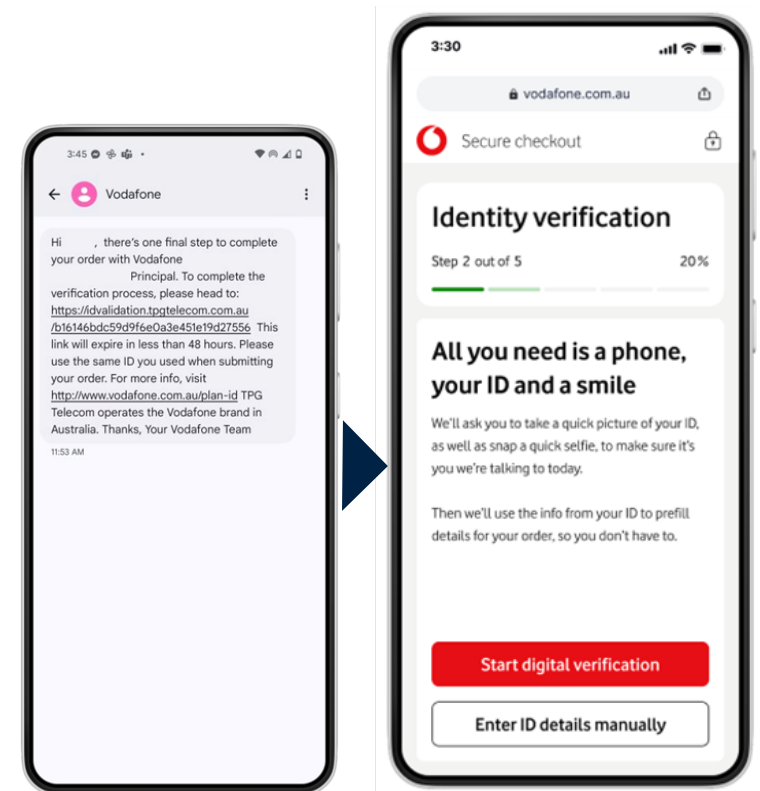 3:45
Vodafone
Hi , there's one final step to complete
your order with Vodafone
Principal. To complete the
verification process, please head to:
https://idvalidation.tpgtelecom.com.au
/b16146bdc59d9f6e0a3e451e19d27556 This
link will expire in less than 48 hours. Please
use the same ID you used when submitting
your order. For more info, visit
http://www.vodafone.com.au/plan-id TPG
Telecom operates the Vodafone brand in
Australia. Thanks, Your Vodafone Team
11:53 AM
3:30
vodafone.com.au
Secure checkout
Identity verification
Step 2 out of 5 20%
All you need is a phone,
your ID and a smile
We'll ask you to take a quick picture of your ID,
as well as snap a quick selfie, to make sure it's
you we're talking to today.
Then we'll use the info from your ID to prefill
details for your order, so you don't have to.
Start digital verification
Enter ID details manually